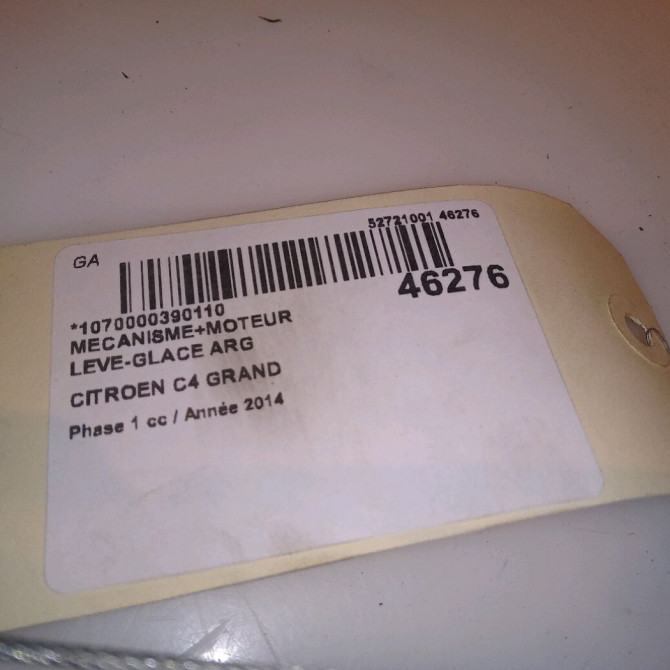 52721001 46276
GA
46276
*1070000390110
MECANISME+MOTEUR
LEVE-GLACE ARG
CITROEN C4 GRAND
Phase 1 cc / Année 2014